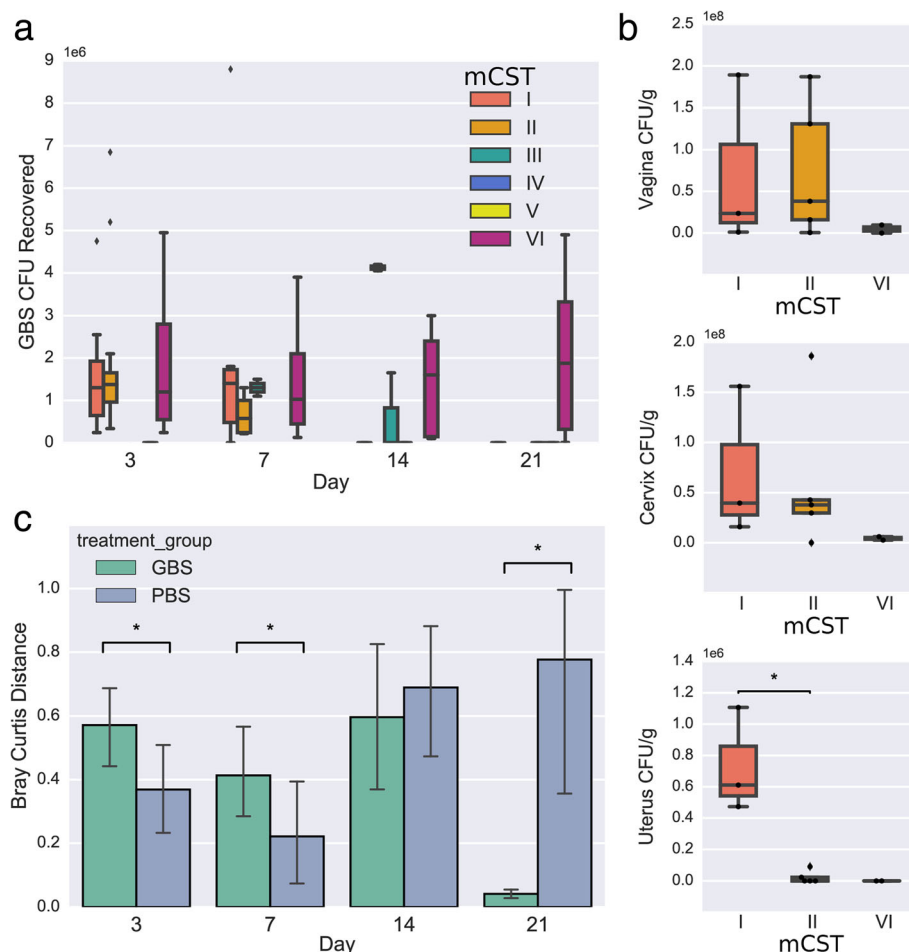 a
1e6
mCST
I
II
III
IV
V
VI
9
8
7
6
5
4
3
2
1
0
GBS CFU Recovered
3 7 14 21
Day
b
1e8
2.5
2.0
1.5
1.0
0.5
0.0
Vagina CFU/g
I II VI
mCST
1e8
2.0
1.5
1.0
0.5
0.0
Cervix CFU/g
I II VI
mCST
1e6
1.4
1.2
1.0
0.8
0.6
0.4
0.2
0.0
Uterus CFU/g
*
I II VI
mCST
c
treatment_group
GBS
PBS
1.0
0.8
0.6
0.4
0.2
0.0
Bray Curtis Distance
* * *
3 7 14 21
Day